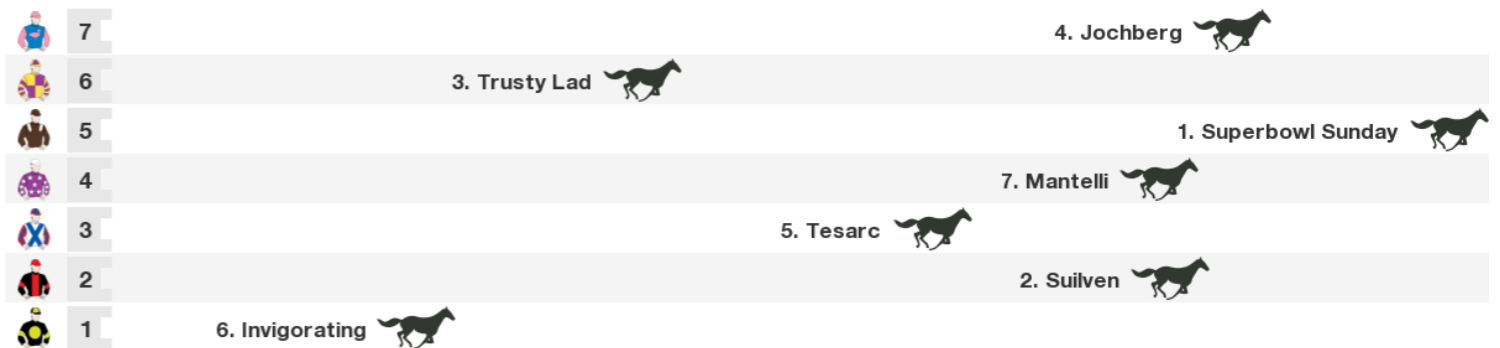 7 4. Jochberg
6 3. Trusty Lad
5 1. Superbowl Sunday
4 7. Mantelli
3 5. Tesarc
2 2. Suilven
1 6. Invigorating